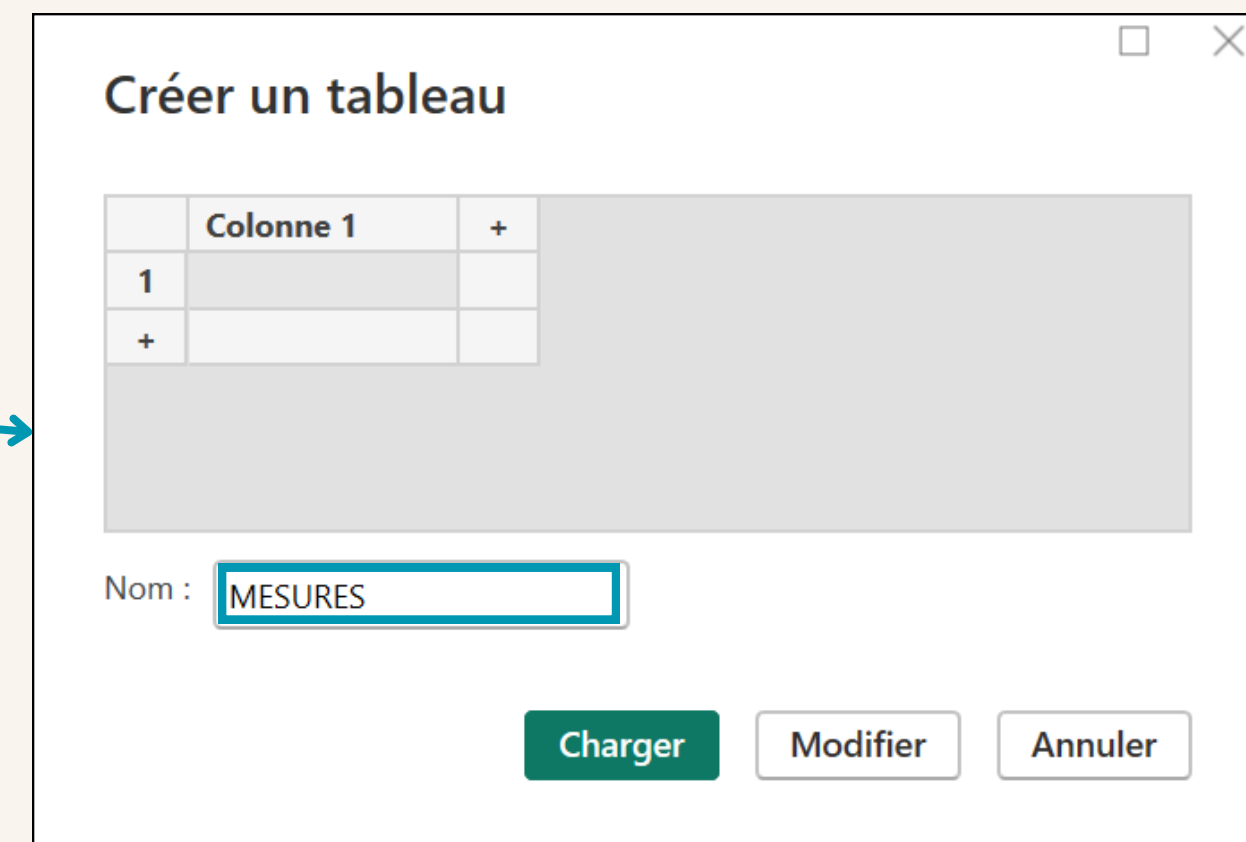 Créer un tableau
Colonne 1 +
1
+
Nom : MESURES
Charger Modifier Annuler